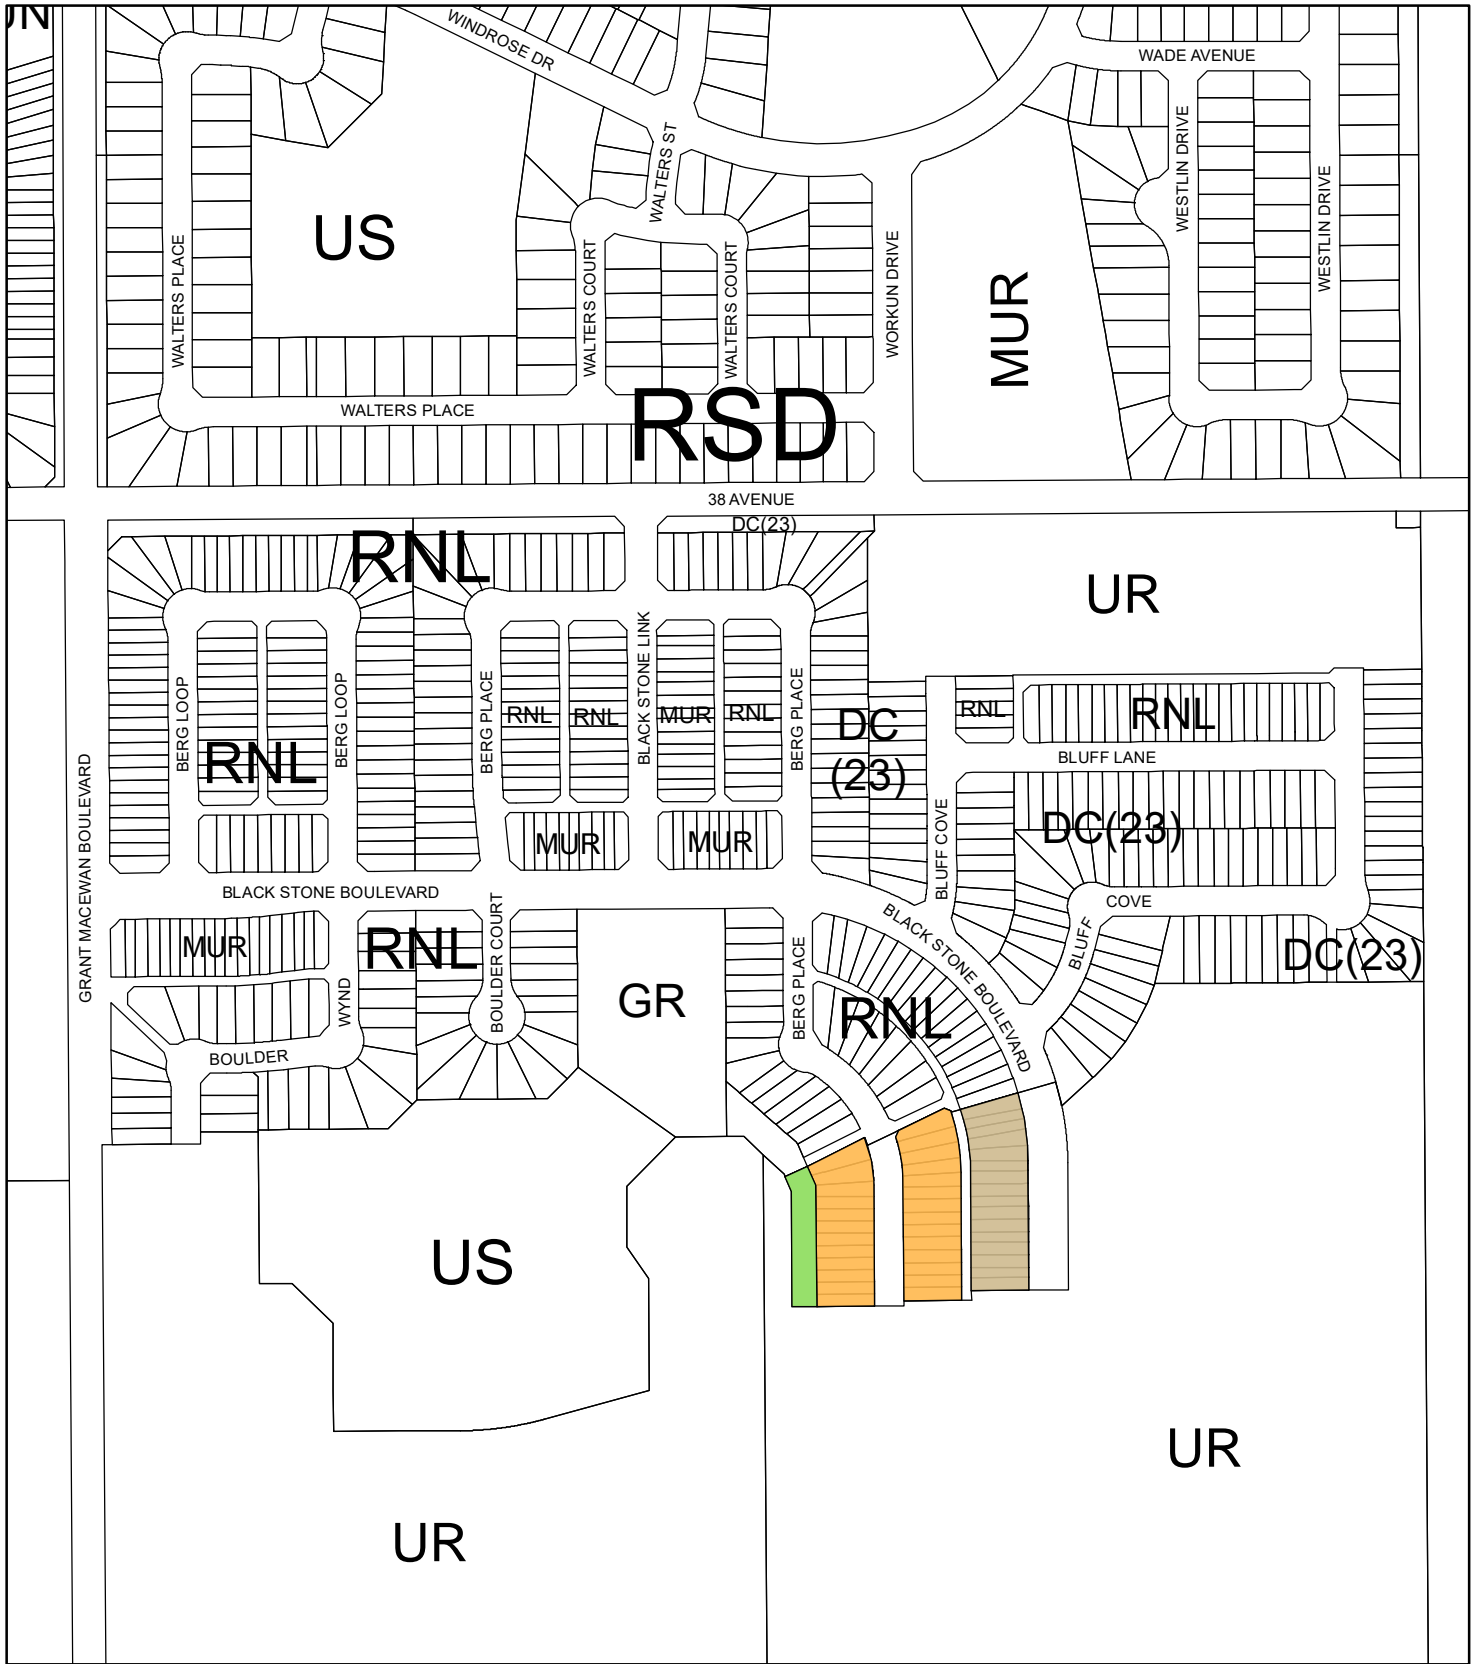 WINDROSE DR
WADE AVENUE
WALTERS ST
WESTLIN DRIVE
WESTLIN DRIVE
US
WALTERS PLACE
WALTERS COURT
WALTERS COURT
WORKUN DRIVE
MUR
WALTERS PLACE
RSD
38 AVENUE
DC(23)
RNL
UR
BERG LOOP
BERG LOOP
BERG PLACE
BLACK STONE LINK
BERG PLACE
RNL
RNL
MUR
RNL
RNL
RNL
DC
(23)
RNL
BLUFF LANE
GRANT MACEWAN BOULEVARD
BLUFF COVE
MUR
MUR
DC(23)
BLACK STONE BOULEVARD
COVE
BLUFF
BLACK STONE BOULEVARD
MUR
RNL
BOULDER COURT
BERG PLACE
DC(23)
WYND
GR
RNL
BOULDER
US
UR
UR